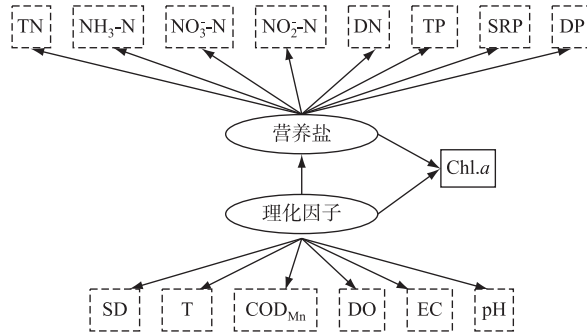 TN NH₃-N NO₃⁻-N NO₂⁻-N DN TP SRP DP
营养盐
Chl.a
理化因子
SD T COD_Mn DO EC pH